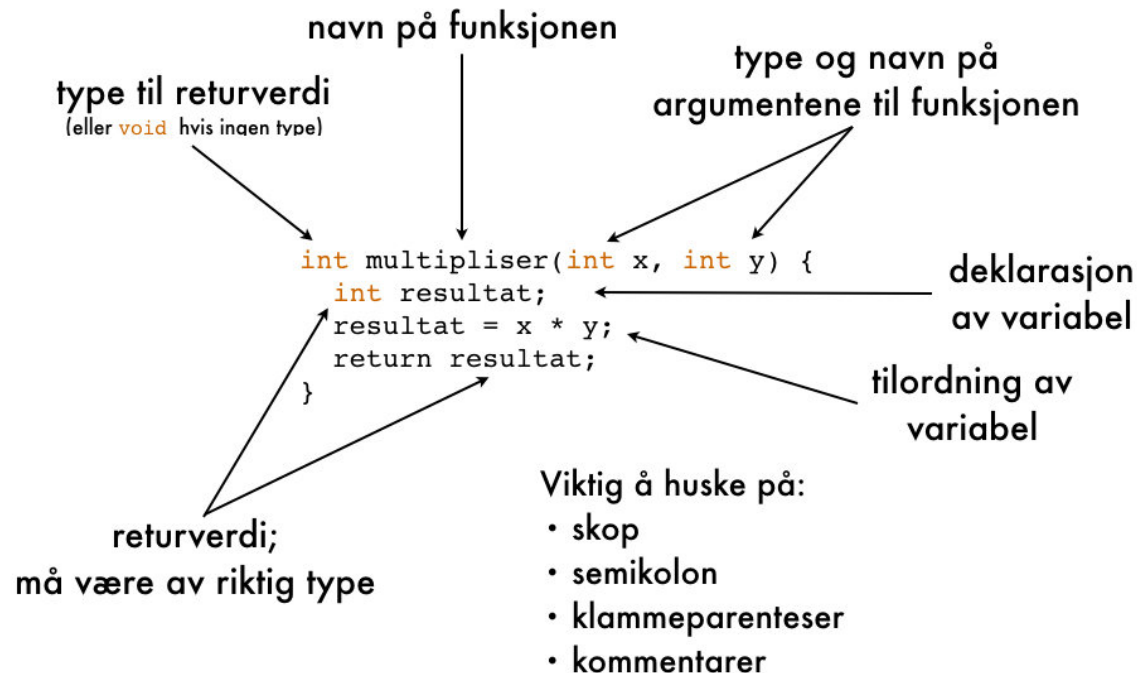 navn på funksjonen
type til returverdi
(eller void hvis ingen type)
type og navn på
argumentene til funksjonen
int multipliser(int x, int y) {
int resultat;
resultat = x * y;
return resultat;
}
deklarasjon
av variabel
tilordning av
variabel
returverdi;
må være av riktig type
Viktig å huske på:
• skop
• semikolon
• klammeparenteser
• kommentarer